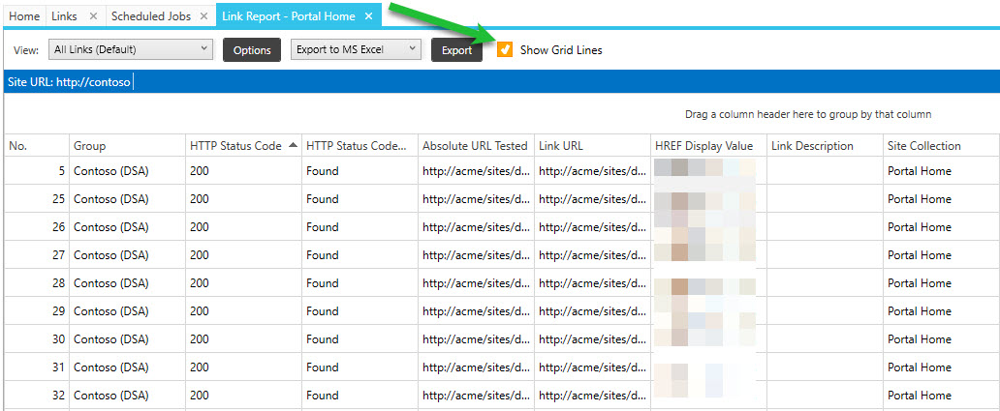 Home Links × Scheduled Jobs × Link Report - Portal Home ×
View: All Links (Default) Options Export to MS Excel Export Show Grid Lines
Site URL: http://contoso
Drag a column header here to group by that column
No. Group HTTP Status Code HTTP Status Code... Absolute URL Tested Link URL HREF Display Value Link Description Site Collection
5 Contoso (DSA) 200 Found http://acme/sites/d... http://acme/sites/d... Portal Home
25 Contoso (DSA) 200 Found http://acme/sites/d... http://acme/sites/d... Portal Home
26 Contoso (DSA) 200 Found http://acme/sites/d... http://acme/sites/d... Portal Home
27 Contoso (DSA) 200 Found http://acme/sites/d... http://acme/sites/d... Portal Home
28 Contoso (DSA) 200 Found http://acme/sites/d... http://acme/sites/d... Portal Home
29 Contoso (DSA) 200 Found http://acme/sites/d... http://acme/sites/d... Portal Home
30 Contoso (DSA) 200 Found http://acme/sites/d... http://acme/sites/d... Portal Home
31 Contoso (DSA) 200 Found http://acme/sites/d... http://acme/sites/d... Portal Home
32 Contoso (DSA) 200 Found http://acme/sites/d... http://acme/sites/d... Portal Home